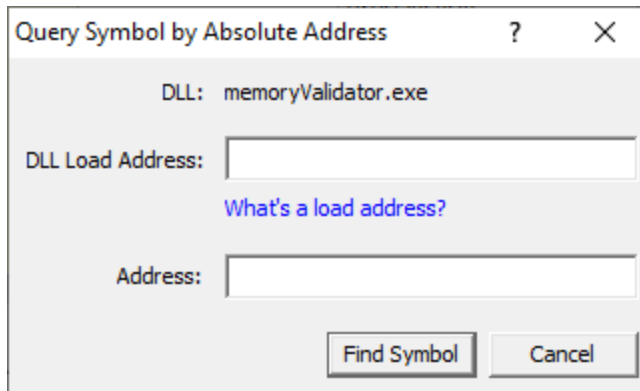 Query Symbol by Absolute Address ?
DLL: memoryValidator.exe
DLL Load Address:
What's a load address?
Address:
Find Symbol Cancel